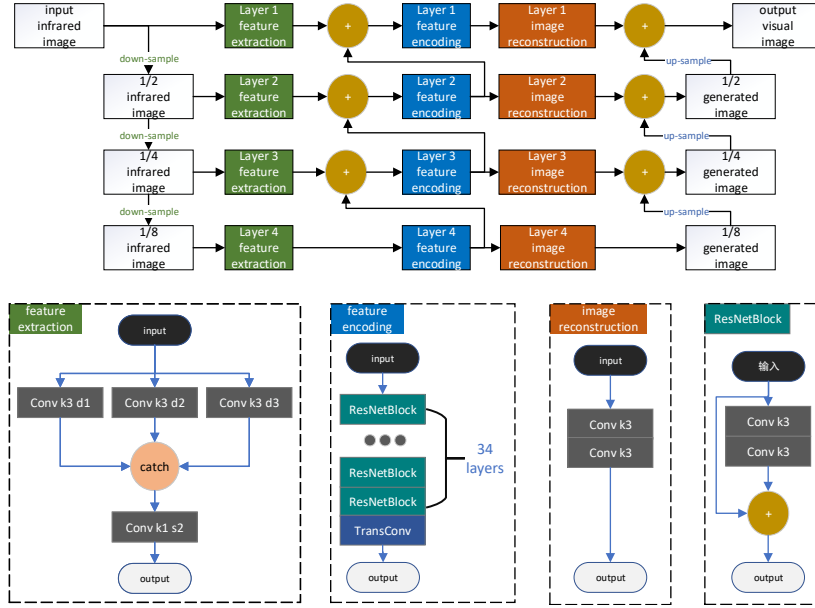 input
infrared
image
Layer 1
feature
extraction
+
Layer 1
feature
encoding
Layer 1
image
reconstruction
+
output
visual
image
down-sample
up-sample
1/2
infrared
image
Layer 2
feature
extraction
+
Layer 2
feature
encoding
Layer 2
image
reconstruction
+
1/2
generated
image
down-sample
up-sample
1/4
infrared
image
Layer 3
feature
extraction
+
Layer 3
feature
encoding
Layer 3
image
reconstruction
+
1/4
generated
image
down-sample
up-sample
1/8
infrared
image
Layer 4
feature
extraction
Layer 4
feature
encoding
Layer 4
image
reconstruction
1/8
generated
image
feature
extraction
input
Conv k3 d1
Conv k3 d2
Conv k3 d3
catch
Conv k1 s2
output
feature
encoding
input
ResNetBlock
ResNetBlock
ResNetBlock
TransConv
34
layers
output
image
reconstruction
input
Conv k3
Conv k3
output
ResNetBlock
输入
Conv k3
Conv k3
+
output